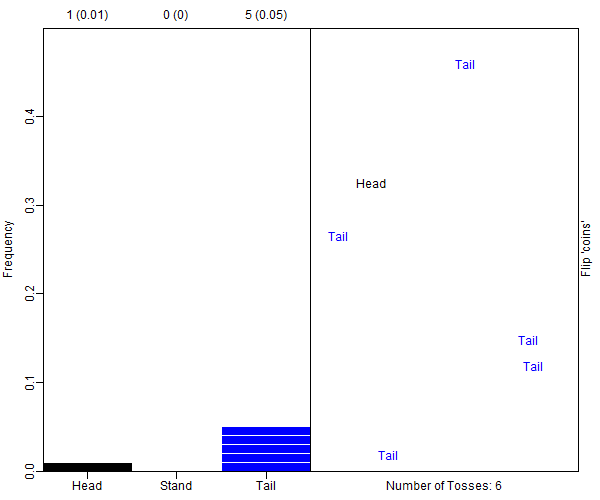 1 (0.01)
0 (0)
5 (0.05)
Frequency
0.4
0.3
0.2
0.1
0.0
Head
Stand
Tail
Tail
Head
Tail
Tail
Tail
Tail
Flip 'coins'
Number of Tosses: 6